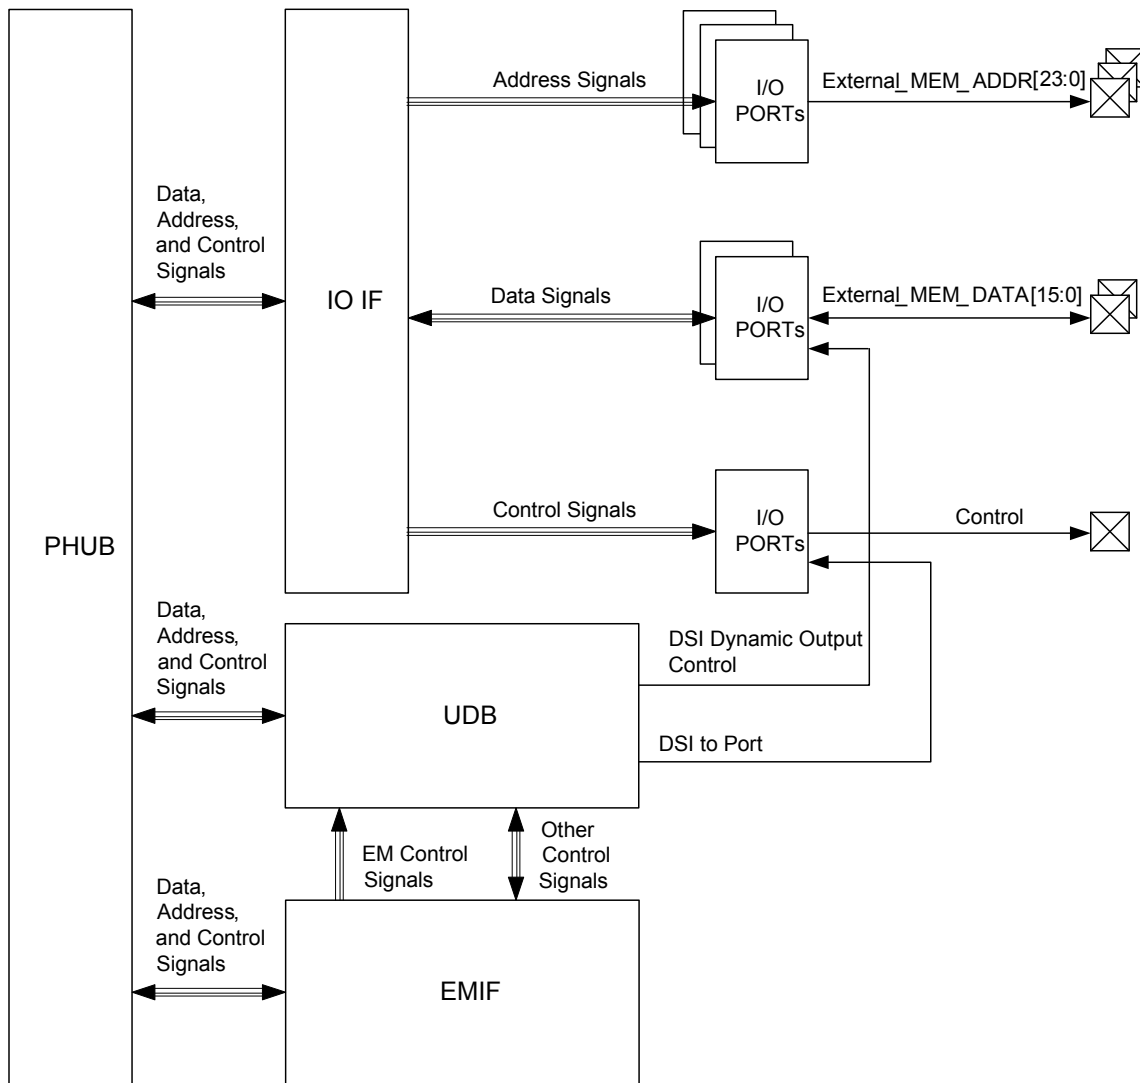 Address Signals
I/O
PORTs
External_MEM_ADDR[23:0]
Data,
Address,
and Control
Signals
IO IF
Data Signals
I/O
PORTs
External_MEM_DATA[15:0]
Control Signals
I/O
PORTs
Control
PHUB
Data,
Address,
and Control
Signals
UDB
DSI Dynamic Output
Control
DSI to Port
EM Control
Signals
Other
Control
Signals
Data,
Address,
and Control
Signals
EMIF